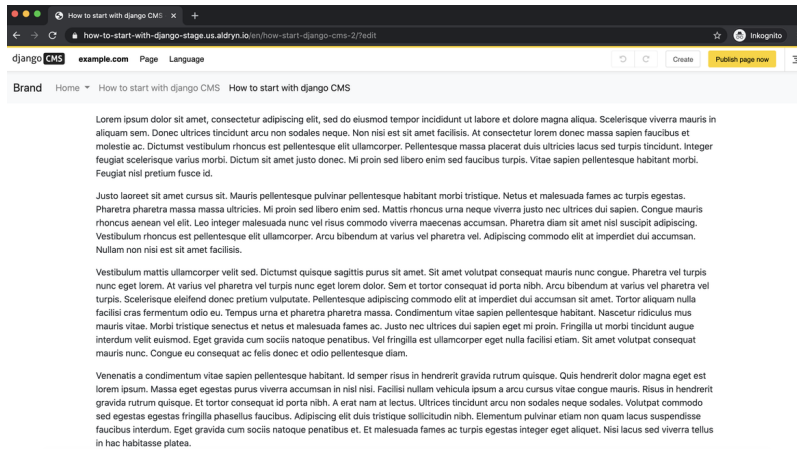 How to start with django CMS
how-to-start-with-django-stage.us.aldryn.io/en/how-start-django-cms-2/?edit
Inkognito
django CMS example.com Page Language Create Publish page now
Brand Home How to start with django CMS How to start with django CMS
Lorem ipsum dolor sit amet, consectetur adipiscing elit, sed do eiusmod tempor incididunt ut labore et dolore magna aliqua. Scelerisque viverra mauris in
aliquam sem. Donec ultrices tincidunt arcu non sodales neque. Non nisi est sit amet facilisis. At consectetur lorem donec massa sapien faucibus et
molestie ac. Dictumst vestibulum rhoncus est pellentesque elit ullamcorper. Pellentesque massa placerat duis ultricies lacus sed turpis tincidunt. Integer
feugiat scelerisque varius morbi. Dictum sit amet justo donec. Mi proin sed libero enim sed faucibus turpis. Vitae sapien pellentesque habitant morbi.
Feugiat nisl pretium fusce id.
Justo laoreet sit amet cursus sit. Mauris pellentesque pulvinar pellentesque habitant morbi tristique. Netus et malesuada fames ac turpis egestas.
Pharetra pharetra massa massa ultricies. Mi proin sed libero enim sed. Mattis rhoncus urna neque viverra justo nec ultrices dui sapien. Congue mauris
rhoncus aenean vel elit. Leo integer malesuada nunc vel risus commodo viverra maecenas accumsan. Pharetra diam sit amet nisl suscipit adipiscing.
Vestibulum rhoncus est pellentesque elit ullamcorper. Arcu bibendum at varius vel pharetra vel. Adipiscing commodo elit at imperdiet dui accumsan.
Nullam non nisi est sit amet facilisis.
Vestibulum mattis ullamcorper velit sed. Dictumst quisque sagittis purus sit amet. Sit amet volutpat consequat mauris nunc congue. Pharetra vel turpis
nunc eget lorem. At varius vel pharetra vel turpis nunc eget lorem dolor. Sem et tortor consequat id porta nibh. Arcu bibendum at varius vel pharetra vel
turpis. Scelerisque eleifend donec pretium vulputate. Pellentesque adipiscing commodo elit at imperdiet dui accumsan sit amet. Tortor aliquam nulla
facilisi cras fermentum odio eu. Tempus urna et pharetra pharetra massa. Condimentum vitae sapien pellentesque habitant. Nascetur ridiculus mus
mauris vitae. Morbi tristique senectus et netus et malesuada fames ac. Justo nec ultrices dui sapien eget mi proin. Fringilla ut morbi tincidunt augue
interdum velit euismod. Eget gravida cum sociis natoque penatibus. Vel fringilla est ullamcorper eget nulla facilisi etiam. Sit amet volutpat consequat
mauris nunc. Congue eu consequat ac felis donec et odio pellentesque diam.
Venenatis a condimentum vitae sapien pellentesque habitant. Id semper risus in hendrerit gravida rutrum quisque. Quis hendrerit dolor magna eget est
lorem ipsum. Massa eget egestas purus viverra accumsan in nisl nisi. Facilisi nullam vehicula ipsum a arcu cursus vitae congue mauris. Risus in hendrerit
gravida rutrum quisque. Et tortor consequat id porta nibh. A erat nam at lectus. Ultrices tincidunt arcu non sodales neque sodales. Volutpat commodo
sed egestas egestas fringilla phasellus faucibus. Adipiscing elit duis tristique sollicitudin nibh. Elementum pulvinar etiam non quam lacus suspendisse
faucibus interdum. Eget gravida cum sociis natoque penatibus et. Et malesuada fames ac turpis egestas integer eget aliquet. Nisi lacus sed viverra tellus
in hac habitasse platea.